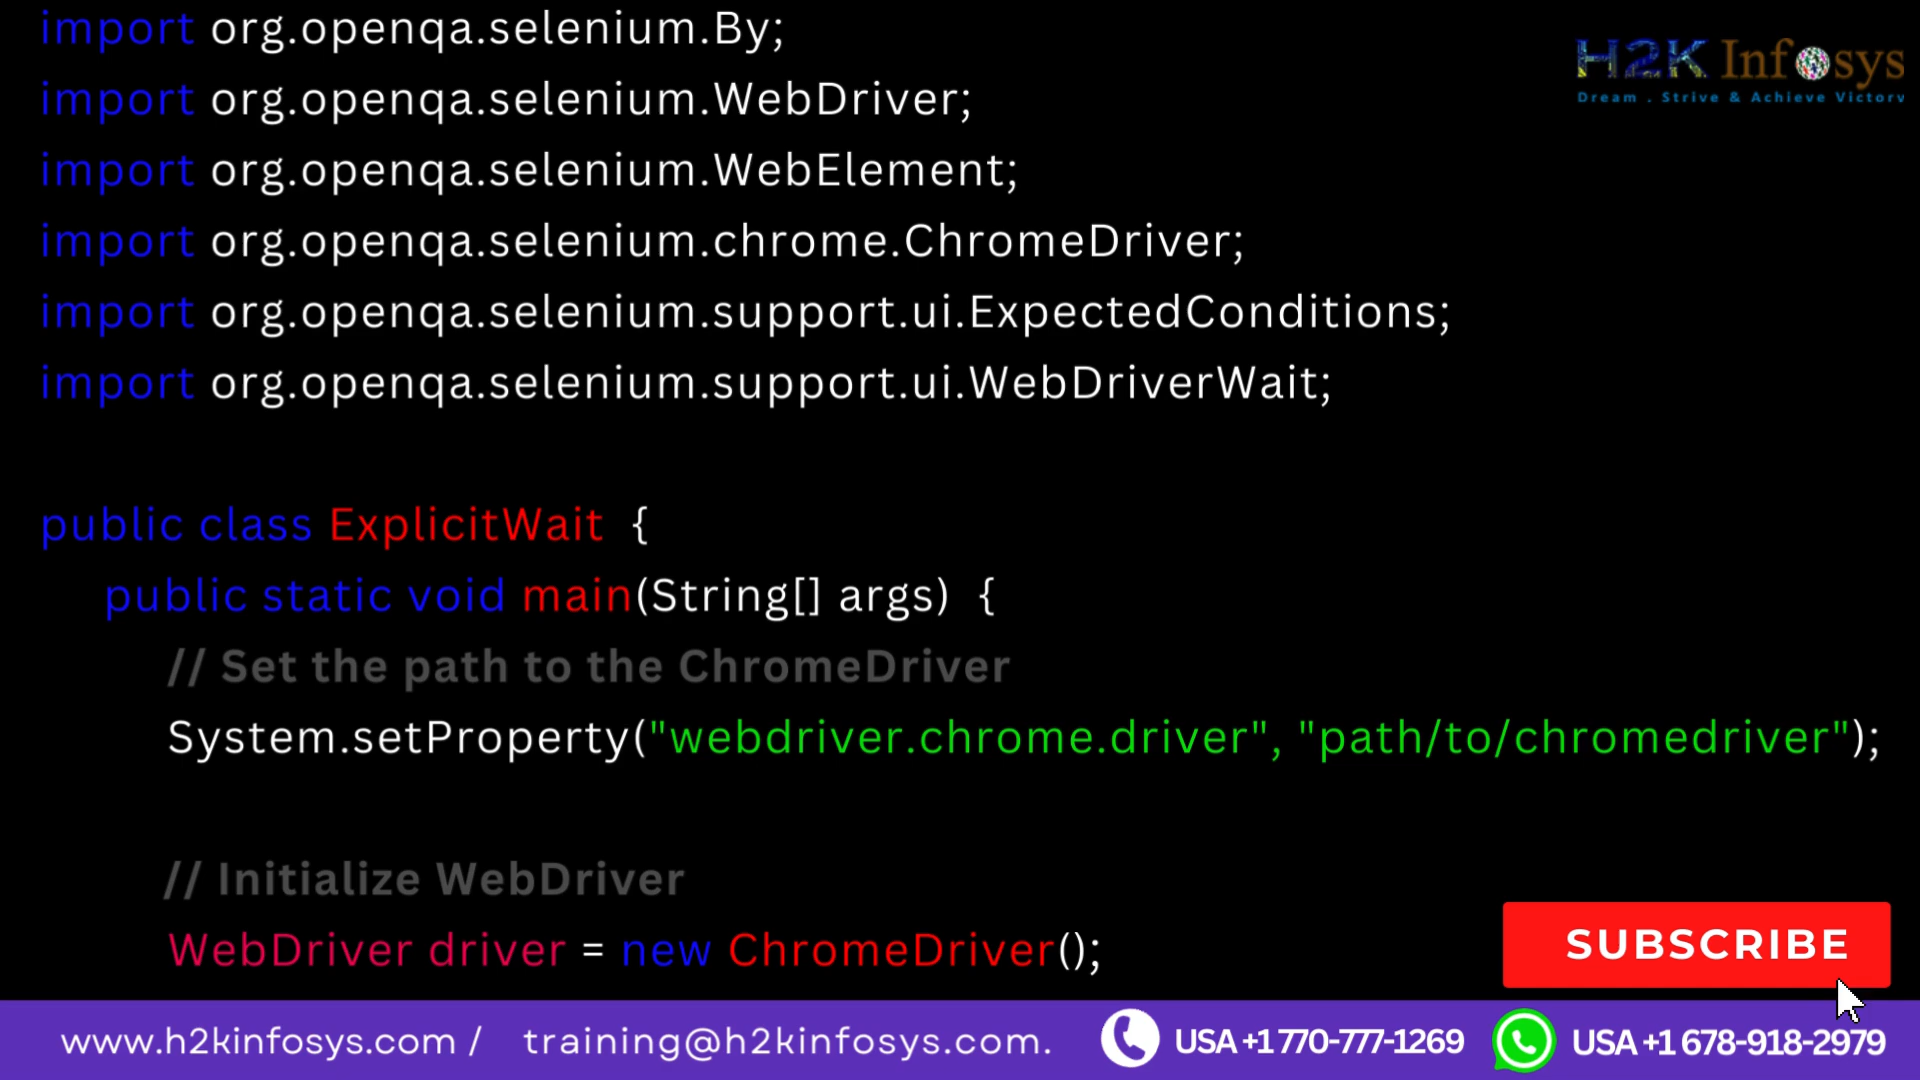 import org.openqa.selenium.By;
import org.openqa.selenium.WebDriver;
import org.openqa.selenium.WebElement;
import org.openqa.selenium.chrome.ChromeDriver;
import org.openqa.selenium.support.ui.ExpectedConditions;
import org.openqa.selenium.support.ui.WebDriverWait;
H2K Infosys
Dream . Strive & Achieve Victory
public class ExplicitWait {
public static void main(String[] args) {
// Set the path to the ChromeDriver
System.setProperty("webdriver.chrome.driver", "path/to/chromedriver");
// Initialize WebDriver
WebDriver driver = new ChromeDriver();
SUBSCRIBE
www.h2kinfosys.com / training@h2kinfosys.com. USA +1 770-777-1269 USA +1 678-918-2979